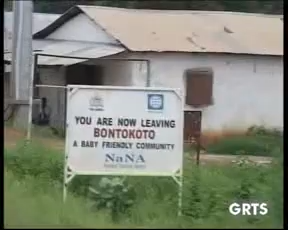 YOU ARE NOW LEAVING
BONTOKOTO
A BABY FRIENDLY COMMUNITY
NaNA
GRTS